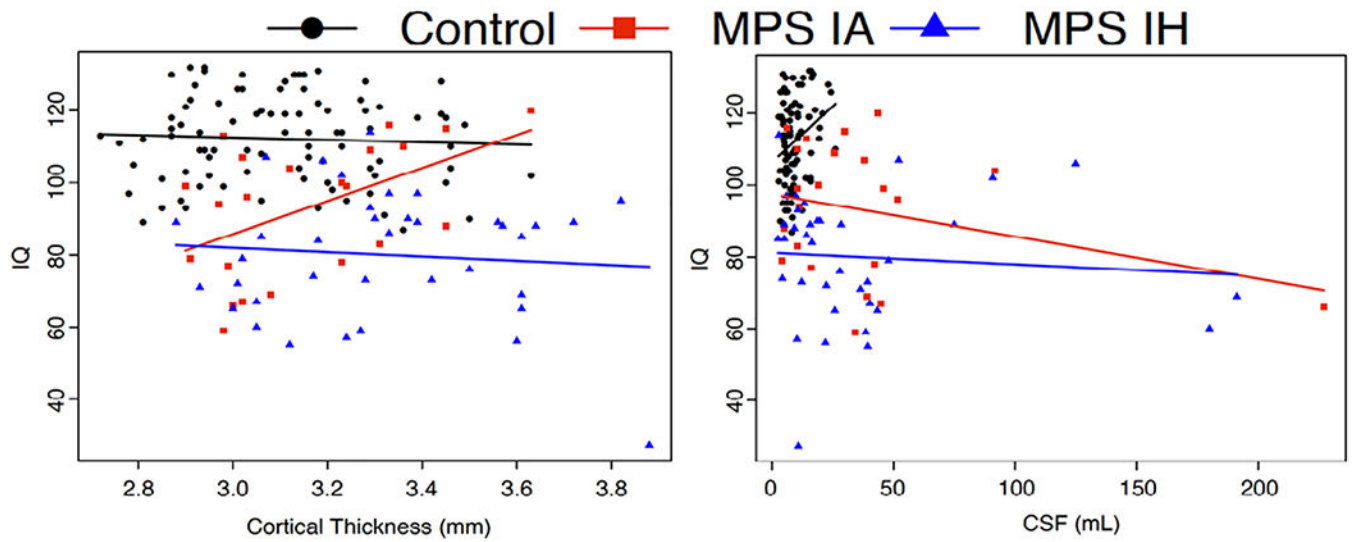 Control MPS IA MPS IH
IQ
120
100
80
60
40
2.8 3.0 3.2 3.4 3.6 3.8
Cortical Thickness (mm)
IQ
120
100
80
60
40
0 50 100 150 200
CSF (mL)